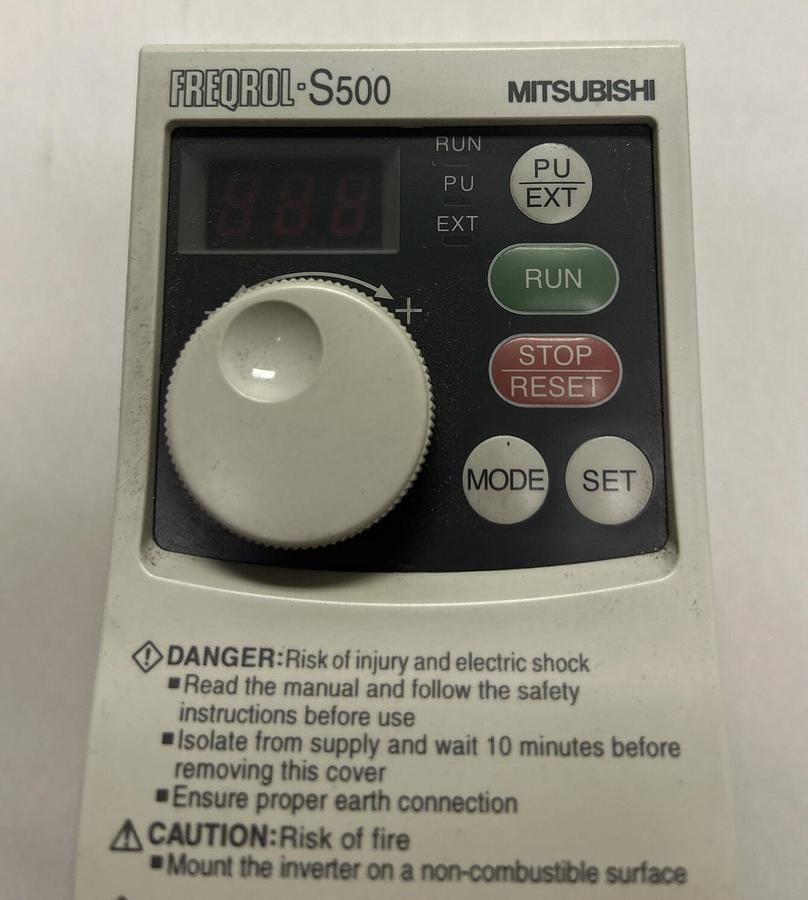 FREQROL-S500 MITSUBISHI
RUN
PU
EXT
PU
EXT
RUN
- +
STOP
RESET
MODE SET
DANGER:Risk of injury and electric shock
■Read the manual and follow the safety
instructions before use
■Isolate from supply and wait 10 minutes before
removing this cover
■Ensure proper earth connection
CAUTION:Risk of fire
■Mount the inverter on a non-combustible surface